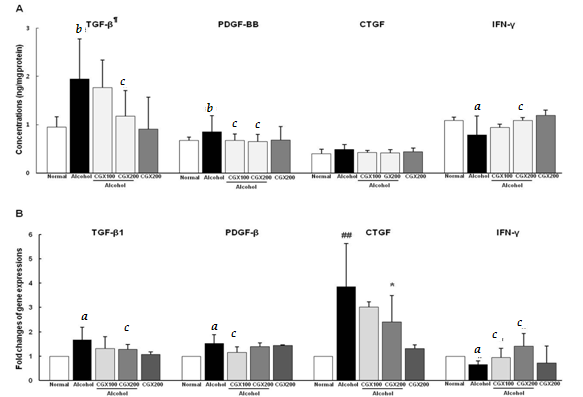 A
TGF-β¶ PDGF-BB CTGF IFN-γ
Concentrations (ng/mg protein)
3
2
1
0
b c b c c a c
Normal Alcohol CGX100 CGX200 CGX200 Normal Alcohol CGX100 CGX200 CGX200 Normal Alcohol CGX100 CGX200 CGX200 Normal Alcohol CGX100 CGX200 CGX200
Alcohol Alcohol Alcohol Alcohol
B
TGF-β1 PDGF-β CTGF IFN-γ
Fold changes of gene expressions
6
5
4
3
2
1
0
a c a c ## * a c c
Normal Alcohol CGX100 CGX200 CGX200 Normal Alcohol CGX100 CGX200 CGX200 Normal Alcohol CGX100 CGX200 CGX200 Normal Alcohol CGX100 CGX200 CGX200
Alcohol Alcohol Alcohol Alcohol